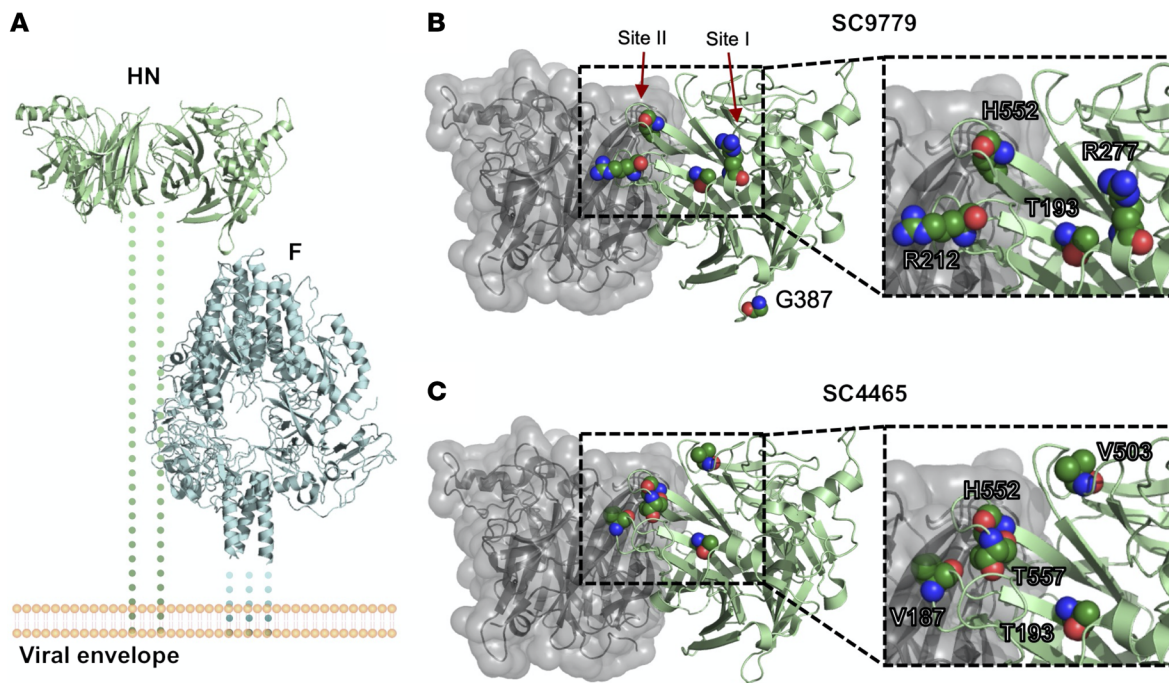 A
HN
F
Viral envelope
B
SC9779
Site II
Site I
G387
H552
R277
T193
R212
C
SC4465
V503
H552
T557
V187
T193